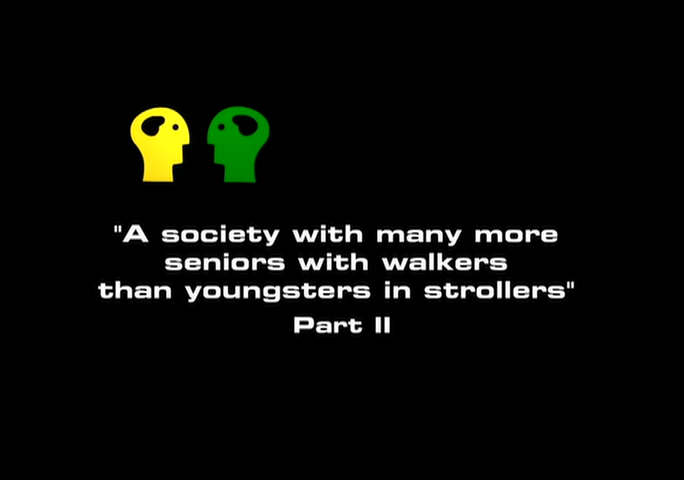 "A society with many more
seniors with walkers
than youngsters in strollers"
Part II